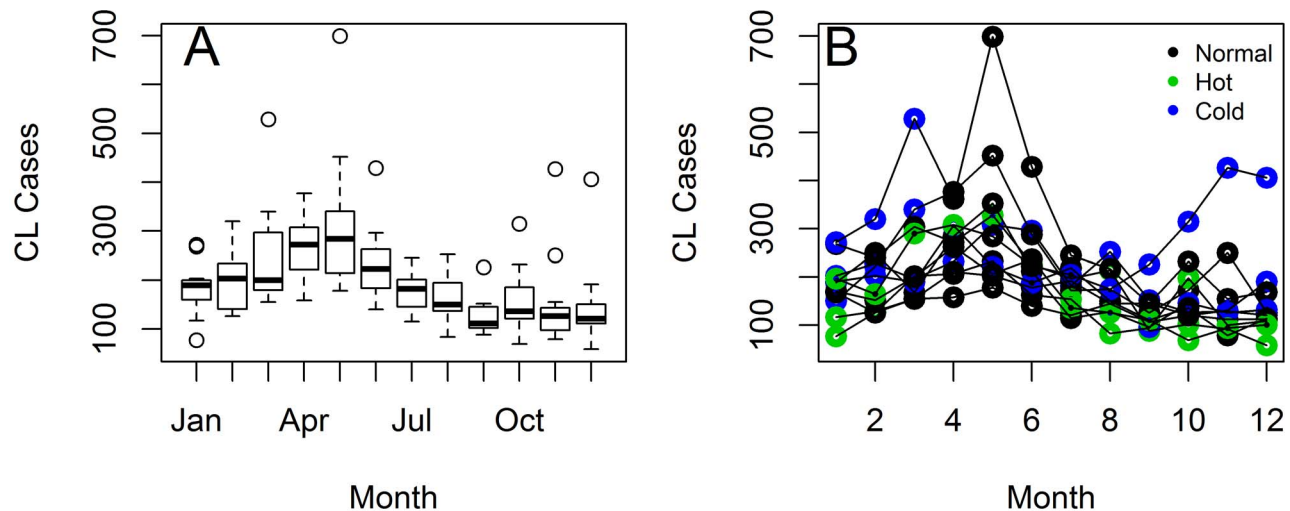 A
CL Cases
700
500
300
100
Jan Apr Jul Oct
Month
B
CL Cases
700
500
300
100
Normal
Hot
Cold
2 4 6 8 10 12
Month